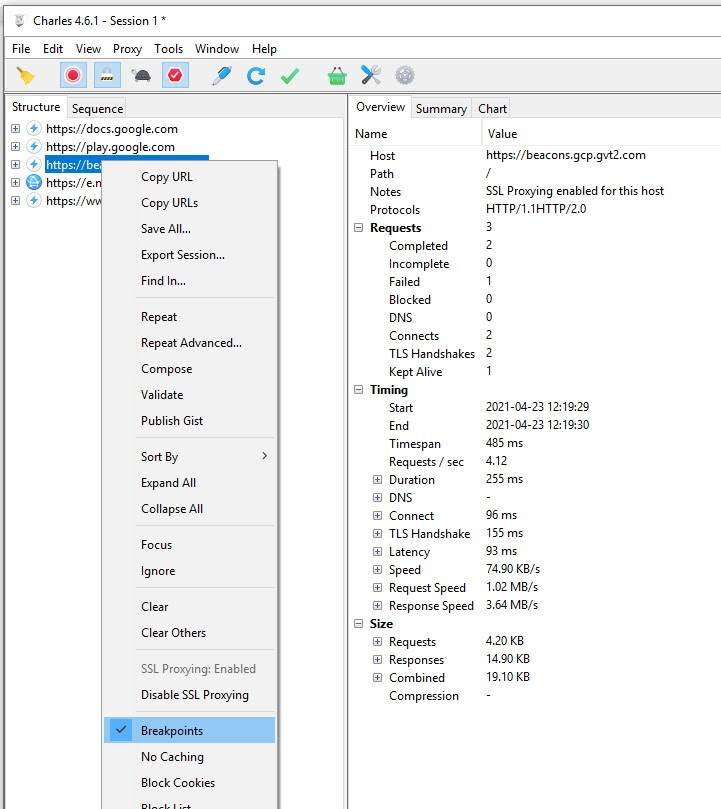 Charles 4.6.1 - Session 1 *
File Edit View Proxy Tools Window Help
Structure Sequence
https://docs.google.com
https://play.google.com
https://bea
https://e.n
https://ww
Copy URL
Copy URLs
Save All...
Export Session...
Find In...
Repeat
Repeat Advanced...
Compose
Validate
Publish Gist
Sort By
Expand All
Collapse All
Focus
Ignore
Clear
Clear Others
SSL Proxying: Enabled
Disable SSL Proxying
Breakpoints
No Caching
Block Cookies
Block List
Overview Summary Chart
Name Value
Host https://beacons.gcp.gvt2.com
Path /
Notes SSL Proxying enabled for this host
Protocols HTTP/1.1HTTP/2.0
Requests 3
Completed 2
Incomplete 0
Failed 1
Blocked 0
DNS 0
Connects 2
TLS Handshakes 2
Kept Alive 1
Timing
Start 2021-04-23 12:19:29
End 2021-04-23 12:19:30
Timespan 485 ms
Requests / sec 4.12
Duration 255 ms
DNS -
Connect 96 ms
TLS Handshake 155 ms
Latency 93 ms
Speed 74.90 KB/s
Request Speed 1.02 MB/s
Response Speed 3.64 MB/s
Size
Requests 4.20 KB
Responses 14.90 KB
Combined 19.10 KB
Compression -